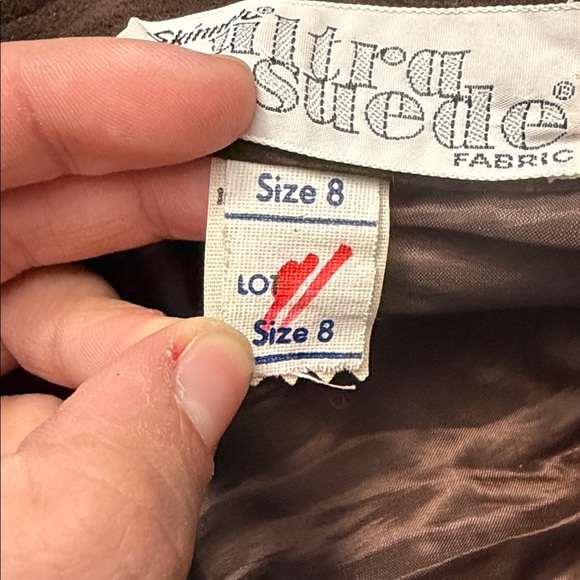 Skinner®
ultra
suede®
FABRIC
Size 8
LOT
Size 8